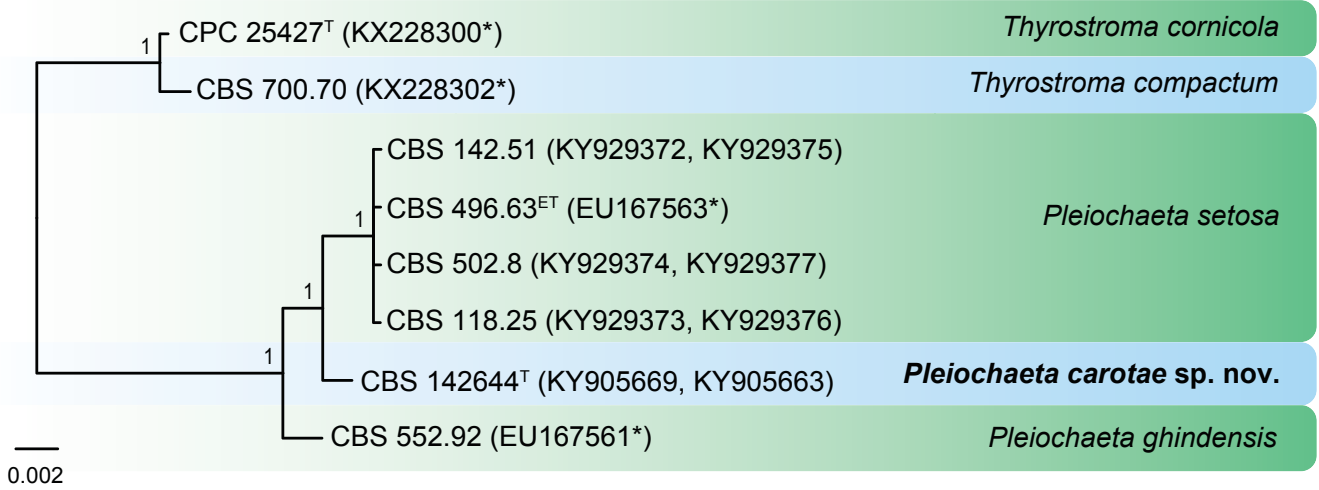 1
CPC 25427ᵀ (KX228300*)
Thyrostroma cornicola
CBS 700.70 (KX228302*)
Thyrostroma compactum
CBS 142.51 (KY929372, KY929375)
1
CBS 496.63ᴱᵀ (EU167563*)
Pleiochaeta setosa
CBS 502.8 (KY929374, KY929377)
1
CBS 118.25 (KY929373, KY929376)
1
CBS 142644ᵀ (KY905669, KY905663)
Pleiochaeta carotae sp. nov.
CBS 552.92 (EU167561*)
Pleiochaeta ghindensis
0.002